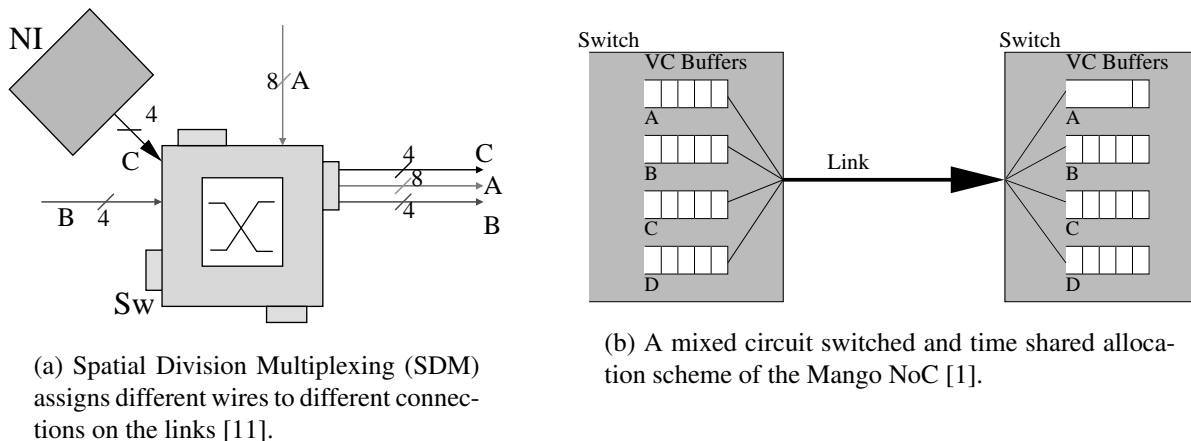 NI
4
8
A
C
4
C
8
A
B
4
4
B
Sw
(a) Spatial Division Multiplexing (SDM)
assigns different wires to different connec-
tions on the links [11].
Switch
VC Buffers
A
B
C
D
Link
Switch
VC Buffers
A
B
C
D
(b) A mixed circuit switched and time shared alloca-
tion scheme of the Mango NoC [1].